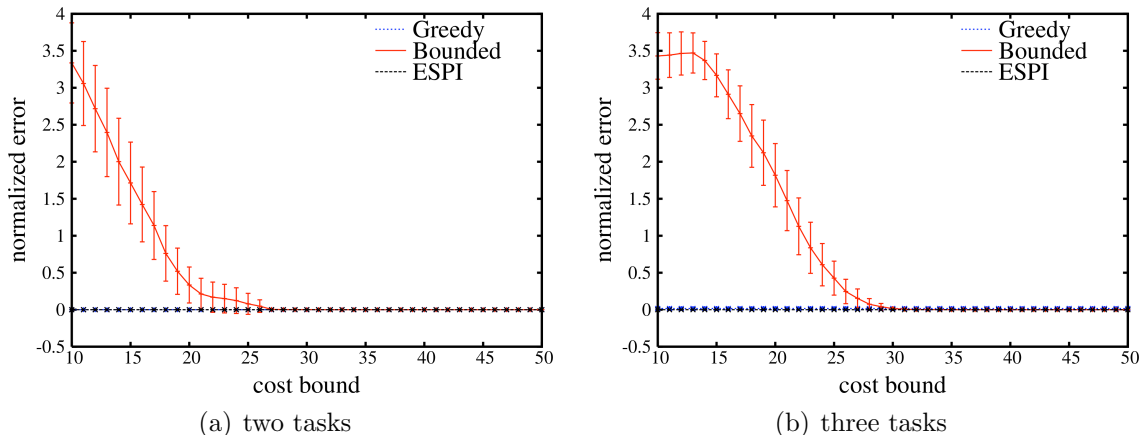 4
3.5
3
2.5
2
1.5
1
0.5
0
-0.5
normalized error
Greedy
Bounded
ESPI
10 15 20 25 30 35 40 45 50
cost bound
(a) two tasks
4
3.5
3
2.5
2
1.5
1
0.5
0
-0.5
normalized error
Greedy
Bounded
ESPI
10 15 20 25 30 35 40 45 50
cost bound
(b) three tasks